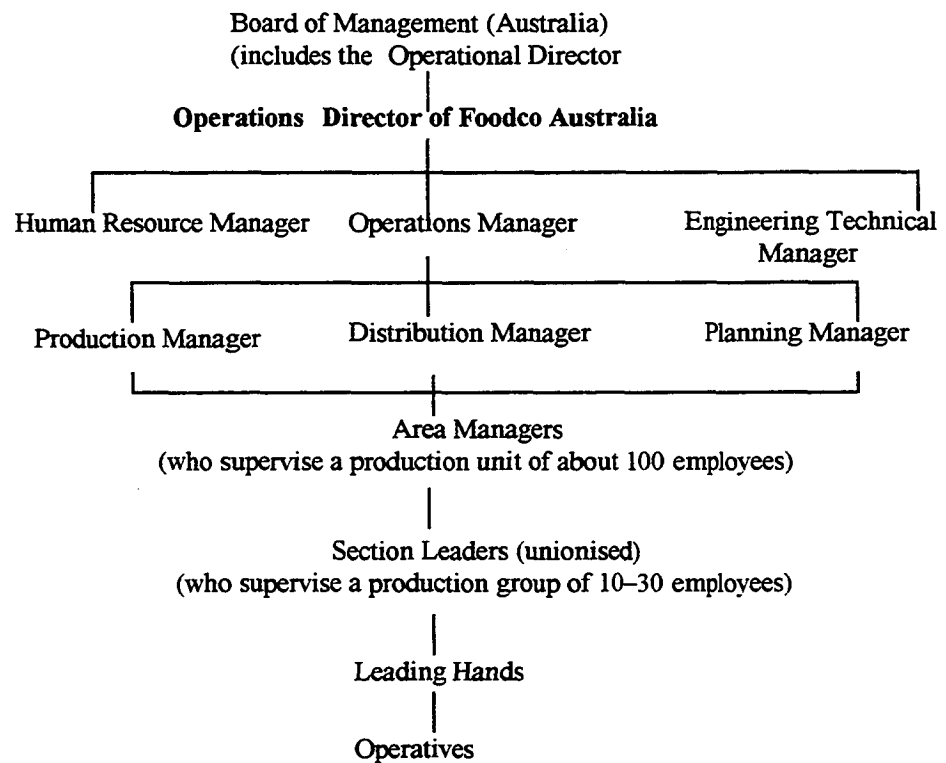 Board of Management (Australia)
(includes the Operational Director
Operations Director of Foodco Australia
Human Resource Manager
Operations Manager
Engineering Technical
Manager
Production Manager
Distribution Manager
Planning Manager
Area Managers
(who supervise a production unit of about 100 employees)
Section Leaders (unionised)
(who supervise a production group of 10–30 employees)
Leading Hands
Operatives